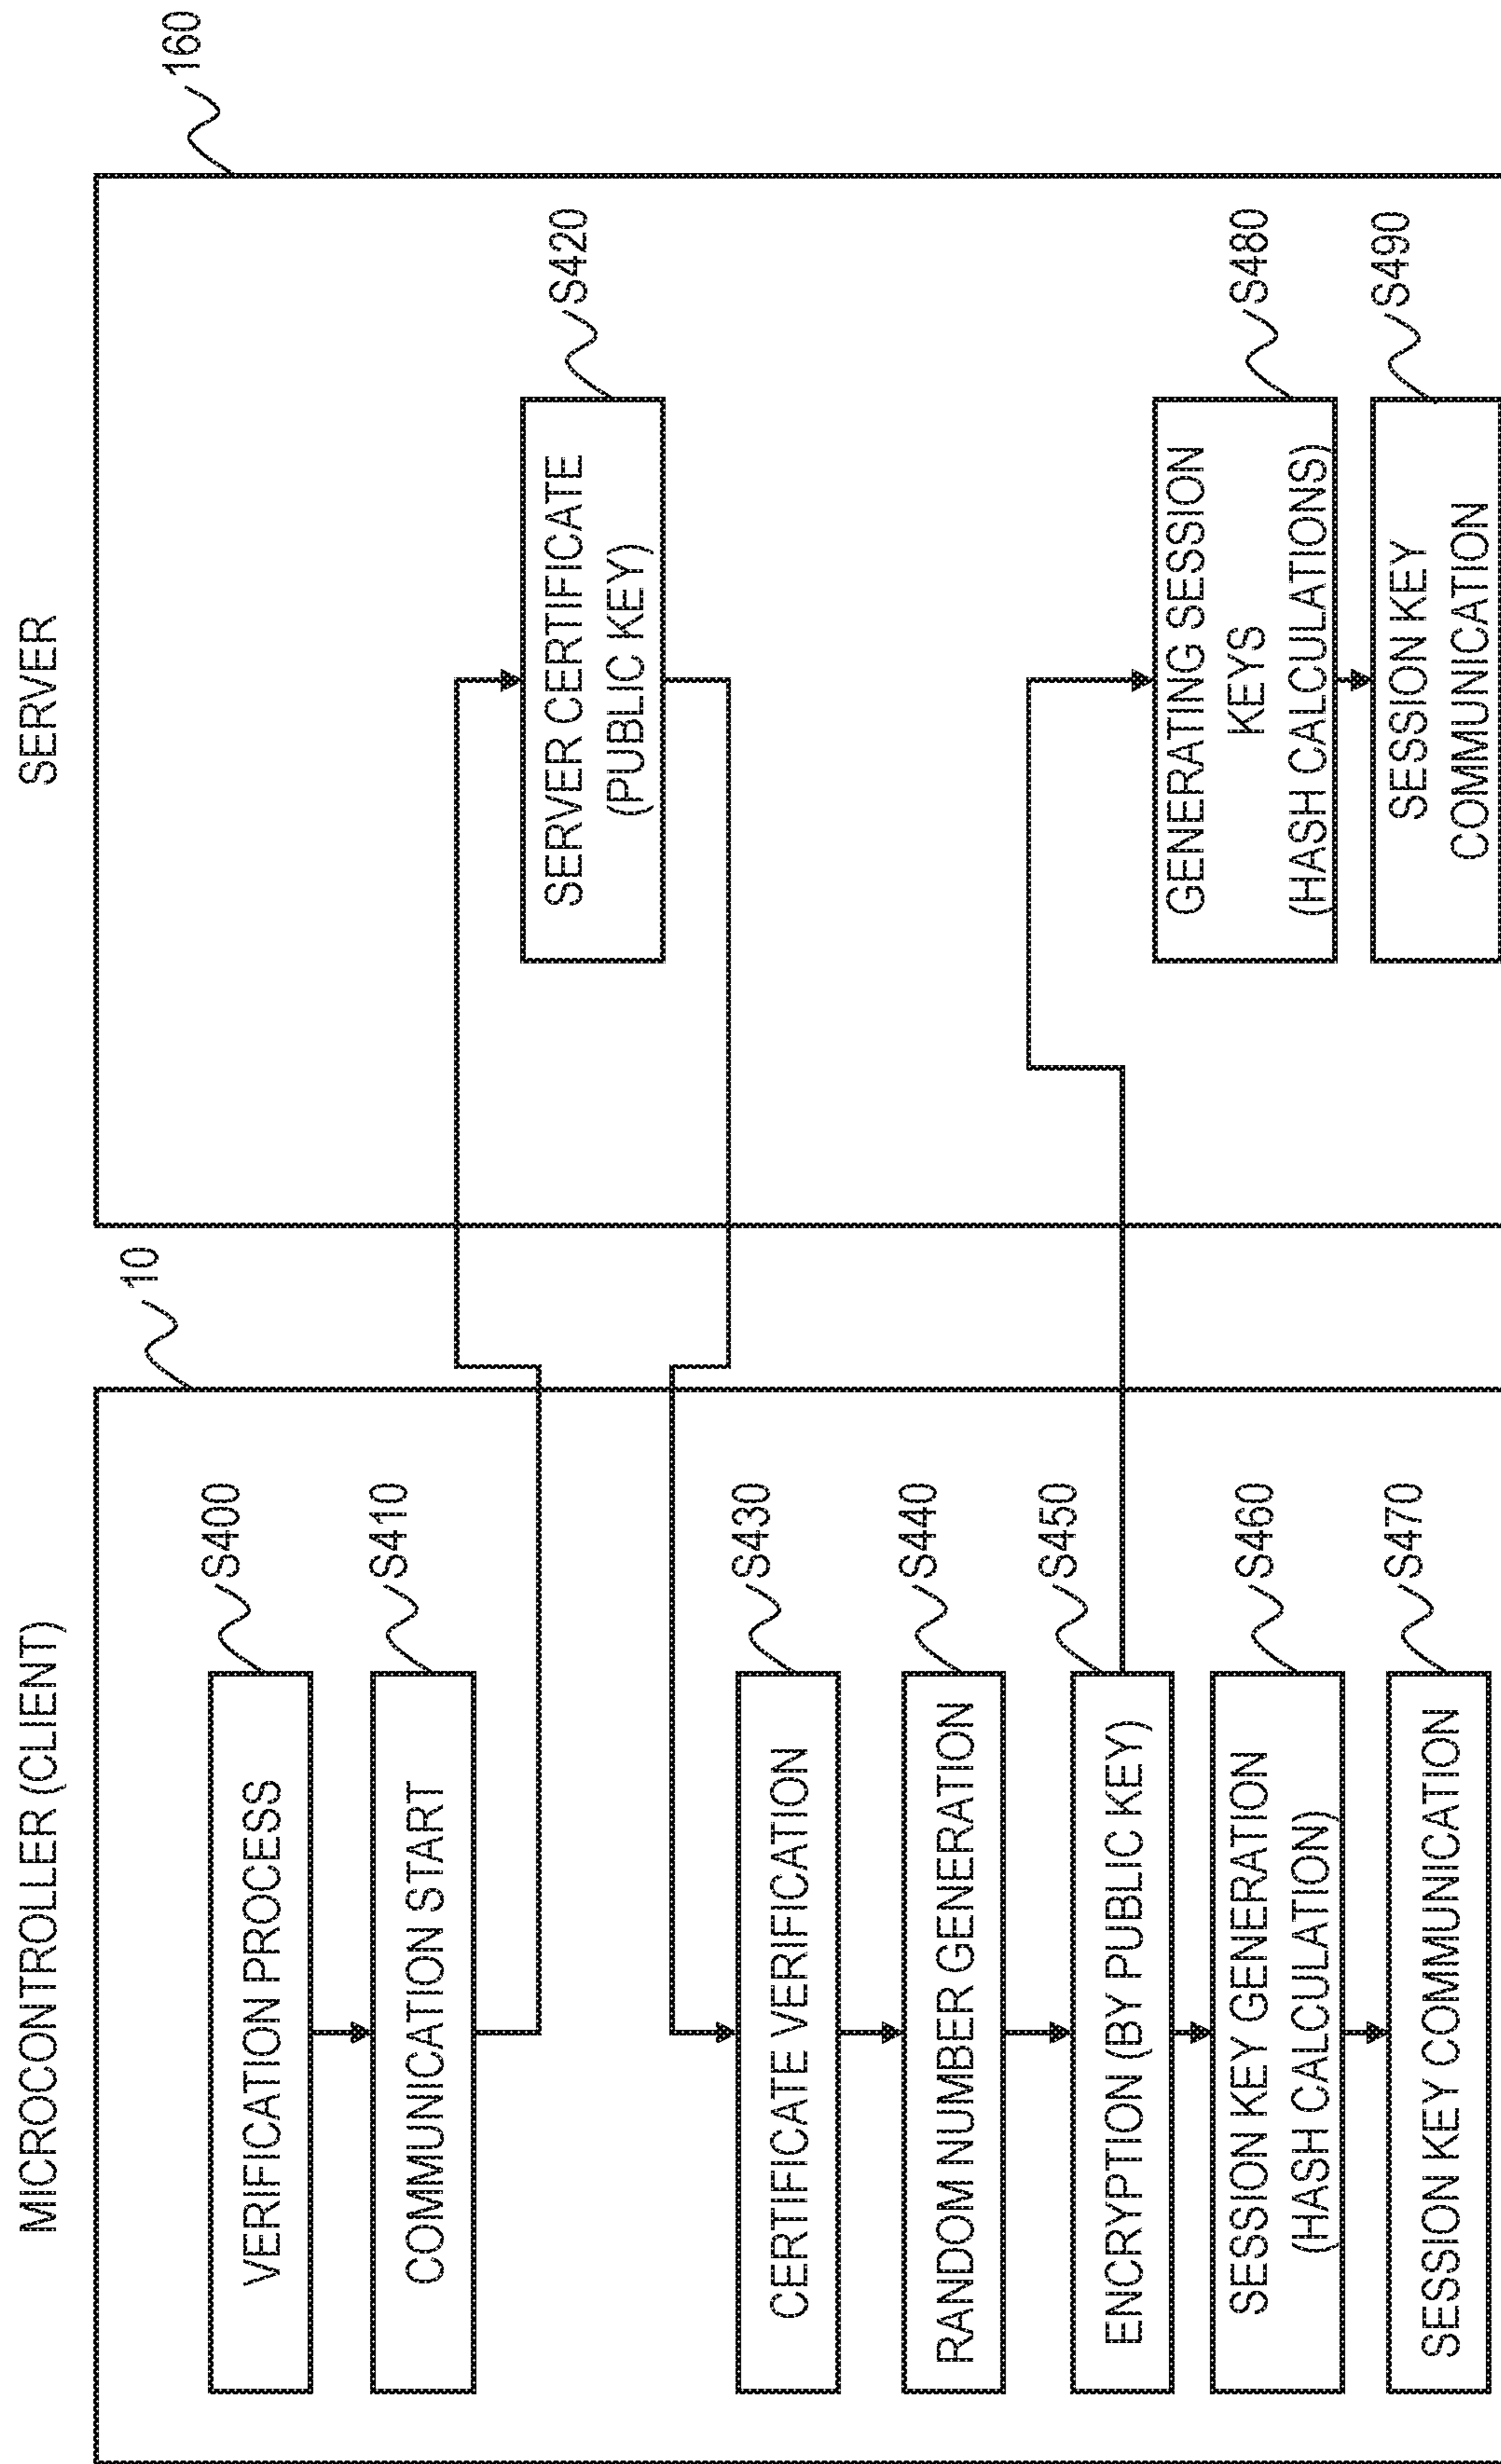 MICROCONTROLLER (CLIENT)
10
VERIFICATION PROCESS
S400
COMMUNICATION START
S410
CERTIFICATE VERIFICATION
S430
RANDOM NUMBER GENERATION
S440
ENCRYPTION (BY PUBLIC KEY)
S450
SESSION KEY GENERATION
(HASH CALCULATION)
S460
SESSION KEY COMMUNICATION
S470
SERVER
160
SERVER CERTIFICATE
(PUBLIC KEY)
S420
GENERATING SESSION
KEYS
(HASH CALCULATIONS)
S480
SESSION KEY
COMMUNICATION
S490